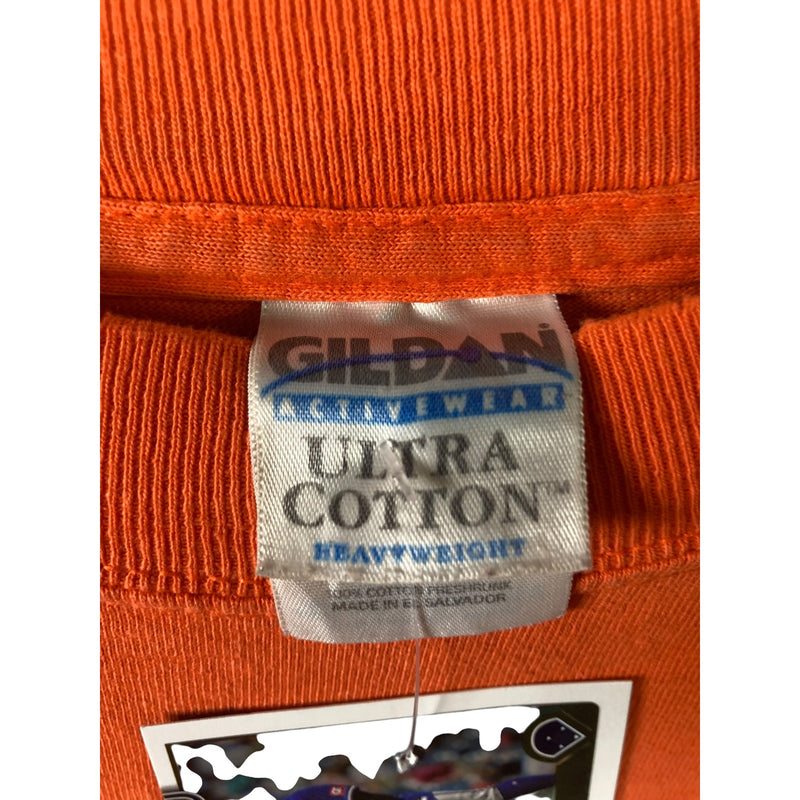 GILDAN
ACTIVEWEAR
ULTRA
COTTON™
HEAVYWEIGHT
100% COTTON PRESHRUNK
MADE IN EL SALVADOR